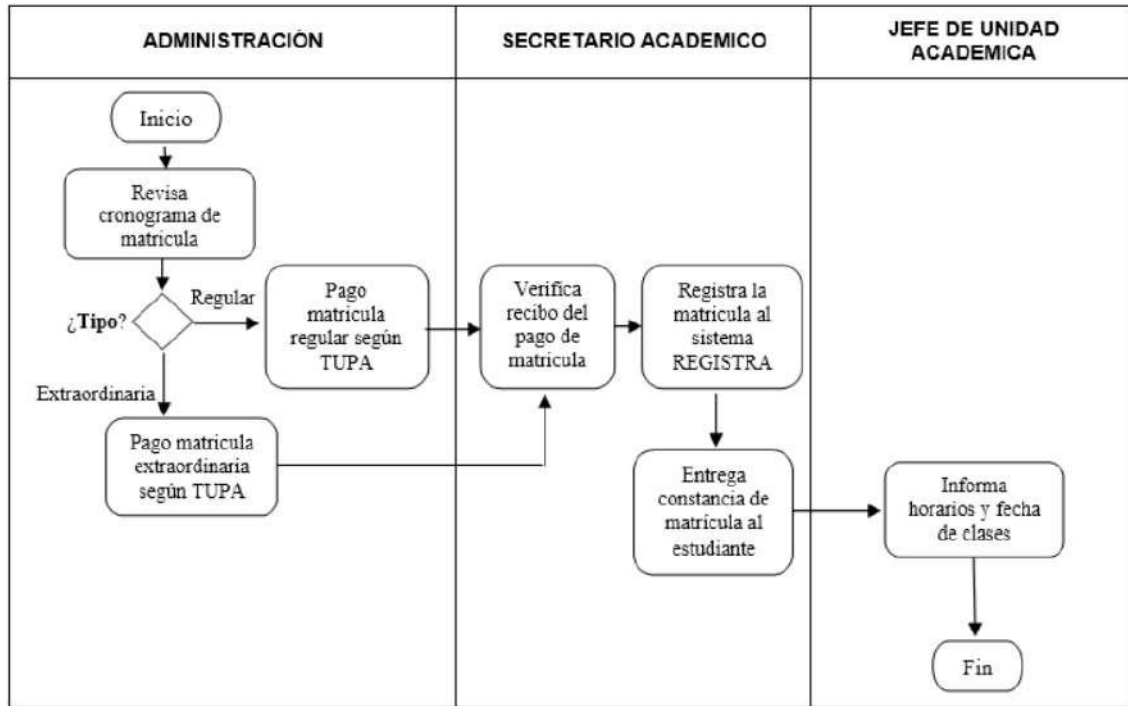 ADMINISTRACIÓN
SECRETARIO ACADEMICO
JEFE DE UNIDAD
ACADEMICA
Inicio
Revisa
cronograma de
matricula
¿Tipo?
Regular
Extraordinaria
Pago
matricula
regular según
TUPA
Pago matricula
extraordinaria
según TUPA
Verifica
recibo del
pago de
matricula
Registra la
matricula al
sistema
REGISTRA
Entrega
constancia de
matrícula al
estudiante
Informa
horarios y fecha
de clases
Fin